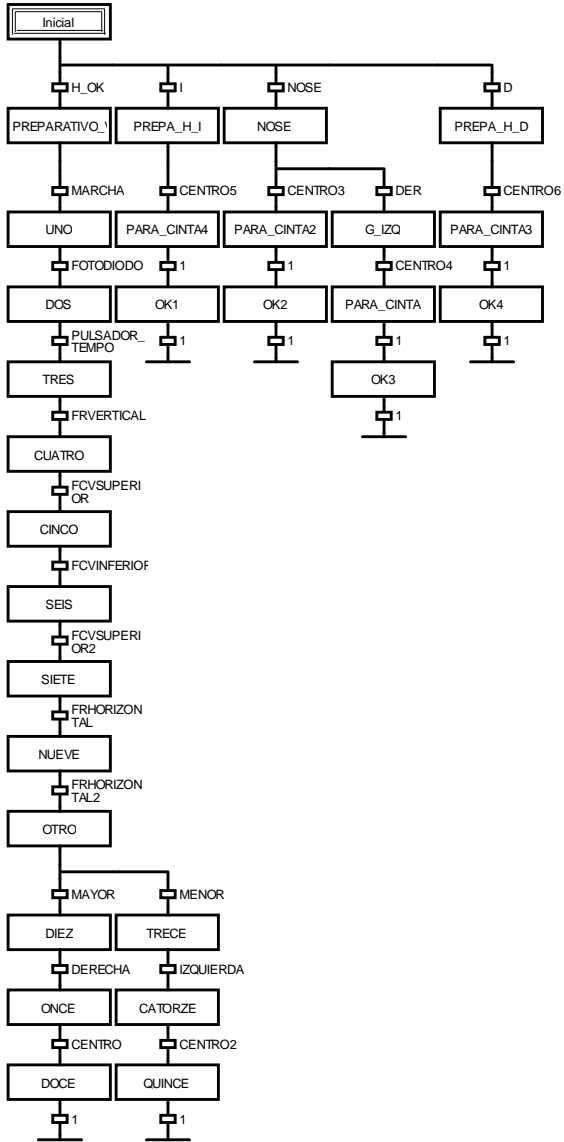 Inicial
H_OK
I
NOSE
D
PREPARATIVO_
PREPA_H_I
NOSE
PREPA_H_D
MARCHA
CENTRO5
CENTRO3
DER
CENTRO6
UNO
PARA_CINTA4
PARA_CINTA2
G_IZQ
PARA_CINTA3
FOTODIODO
1
1
CENTRO4
1
DOS
OK1
OK2
PARA_CINTA
OK4
PULSADOR_
TEMPO
1
1
1
1
TRES
OK3
FRVERTICAL
1
CUATRO
FCVSUPERI
OR
CINCO
FCVINFERIOR
SEIS
FCVSUPERI
OR2
SIETE
FRHORIZON
TAL
NUEVE
FRHORIZON
TAL2
OTRO
MAYOR
MENOR
DIEZ
TRECE
DERECHA
IZQUIERDA
ONCE
CATORZE
CENTRO
CENTRO2
DOCE
QUINCE
1
1